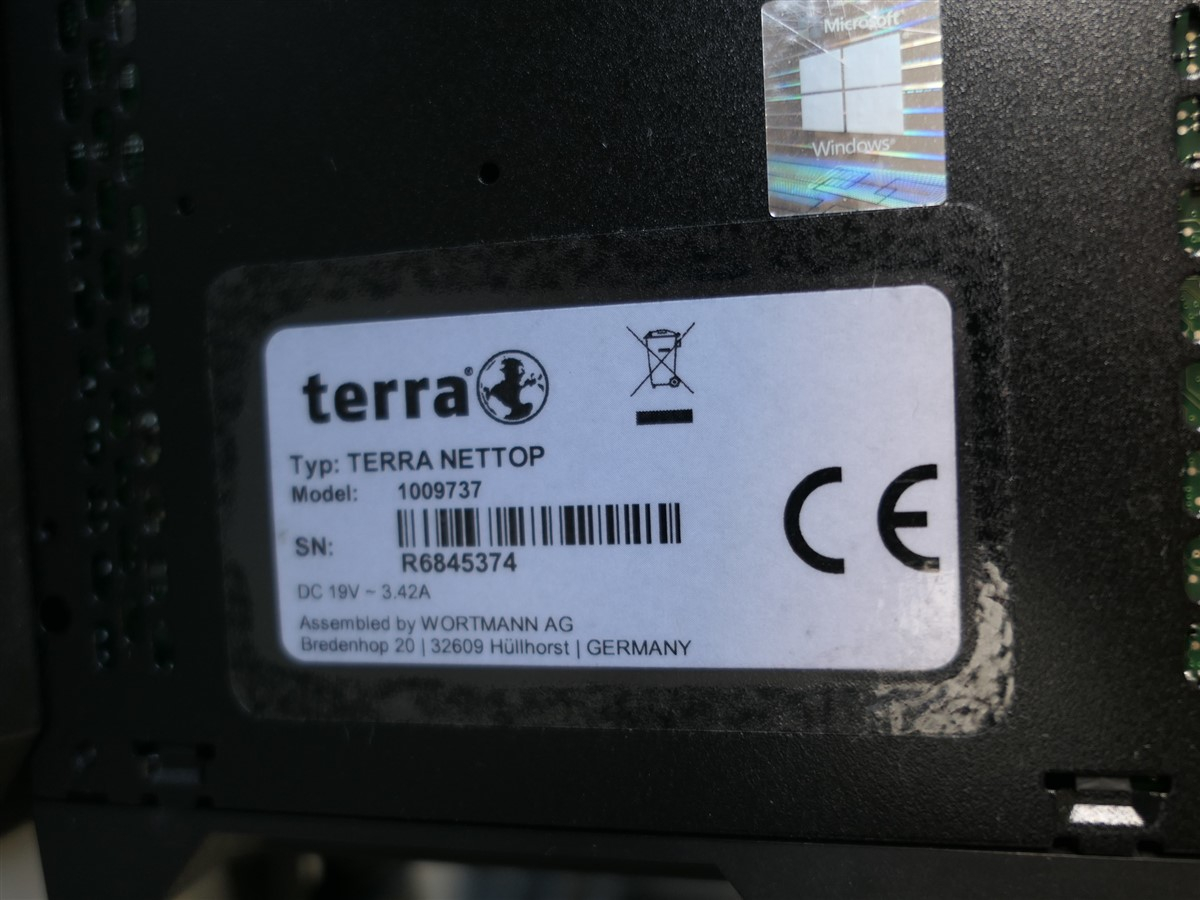 Microsoft
Windows®
terra®
Typ: TERRA NETTOP
Model: 1009737
SN:
R6845374
DC 19V ~ 3.42A
Assembled by WORTMANN AG
Bredenhop 20 | 32609 Hüllhorst | GERMANY
CE